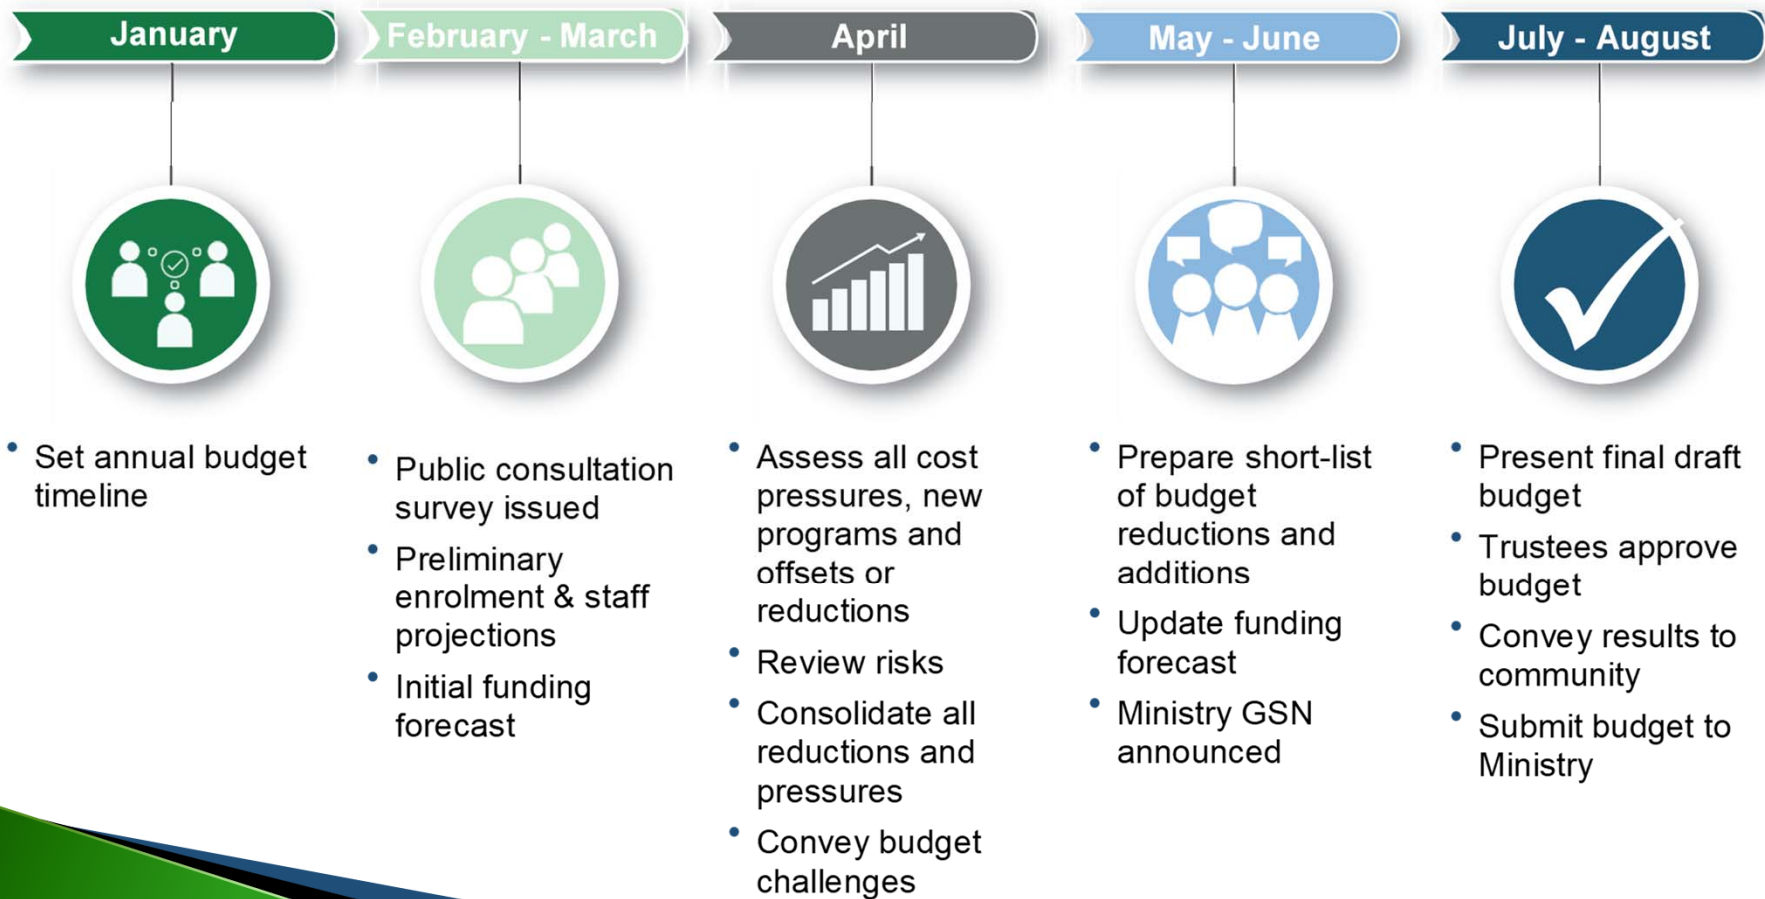 January
• Set annual budget
timeline
February - March
• Public consultation
survey issued
• Preliminary
enrolment & staff
projections
• Initial funding
forecast
April
• Assess all cost
pressures, new
programs and
offsets or
reductions
• Review risks
• Consolidate all
reductions and
pressures
• Convey budget
challenges
May - June
• Prepare short-list
of budget
reductions and
additions
• Update funding
forecast
• Ministry GSN
announced
July - August
• Present final draft
budget
• Trustees approve
budget
• Convey results to
community
• Submit budget to
Ministry